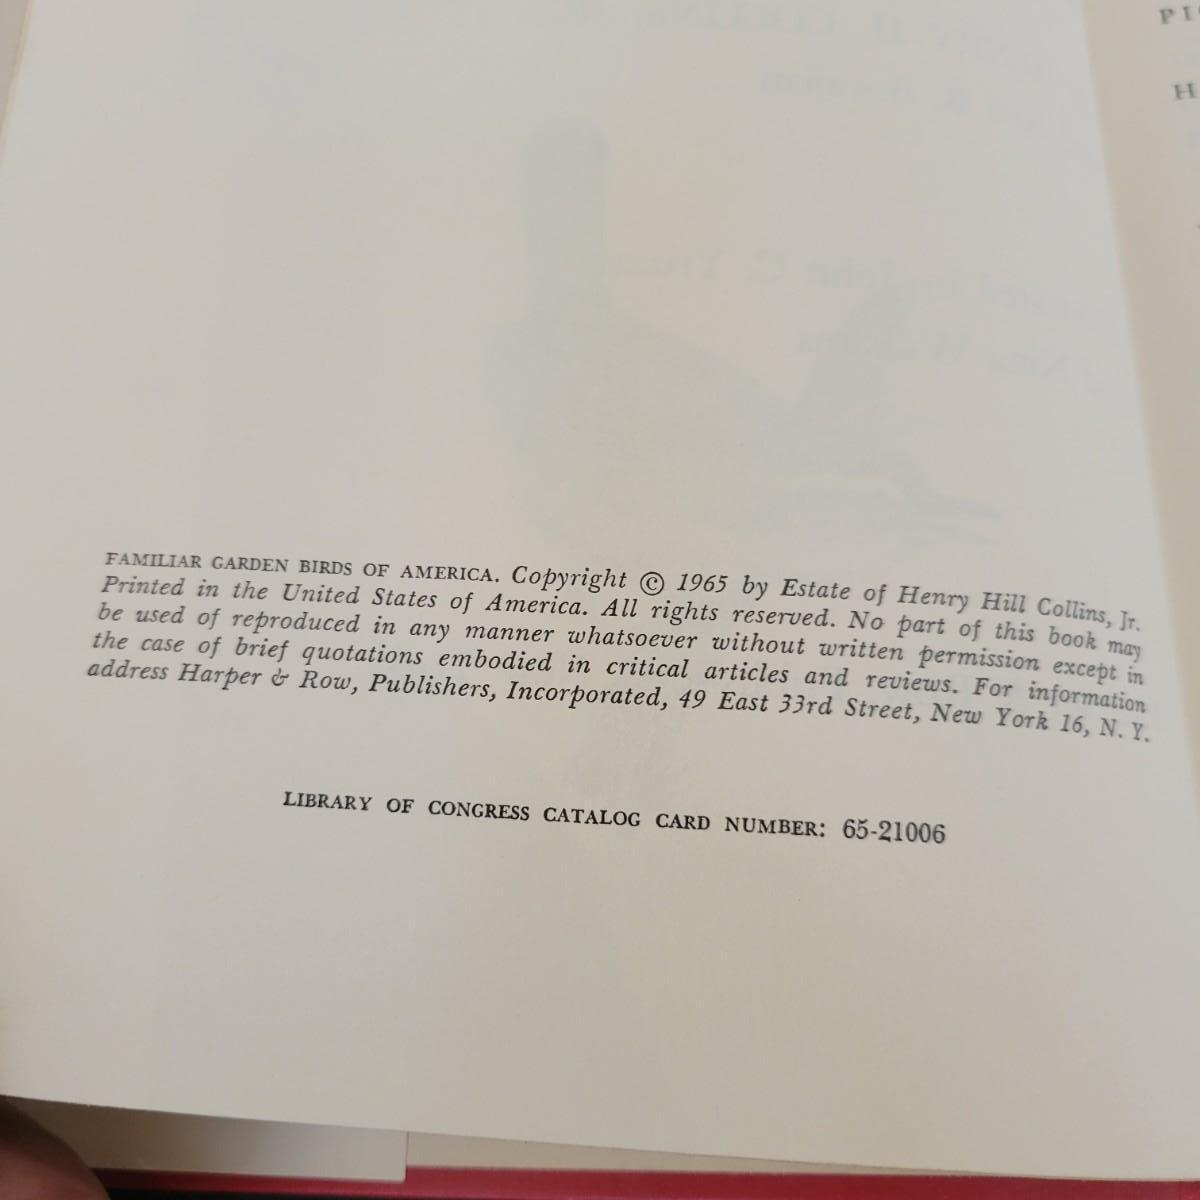 FAMILIAR GARDEN BIRDS OF AMERICA. Copyright © 1965 by Estate of Henry Hill Collins, Jr.
Printed in the United States of America. All rights reserved. No part of this book may
be used of reproduced in any manner whatsoever without written permission except in
the case of brief quotations embodied in critical articles and reviews. For information
address Harper & Row, Publishers, Incorporated, 49 East 33rd Street, New York 16, N. Y.
LIBRARY OF CONGRESS CATALOG CARD NUMBER: 65-21006